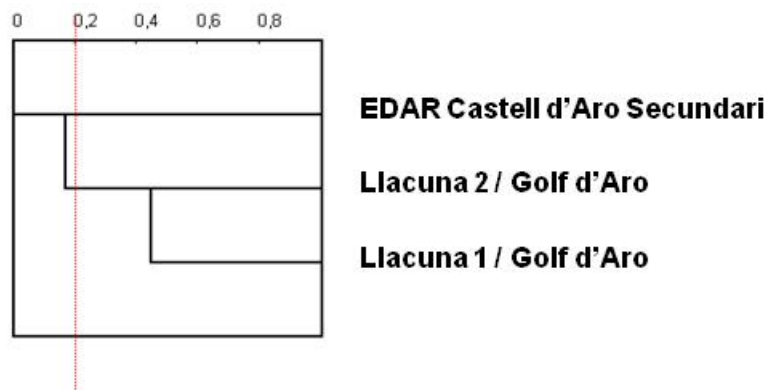 0 0,2 0,4 0,6 0,8
EDAR Castell d'Aro Secundari
Llacuna 2 / Golf d'Aro
Llacuna 1 / Golf d'Aro